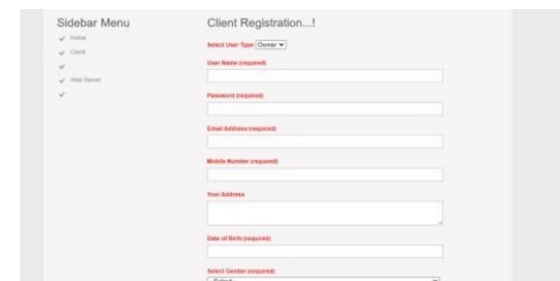 Sidebar Menu
Home
Client
Web Server
Client Registration...!
Select User Type Owner
User Name (required)
Password (required)
Email Address (required)
Mobile Number (required)
Your Address
Date of Birth (required)
Select Gender (required)